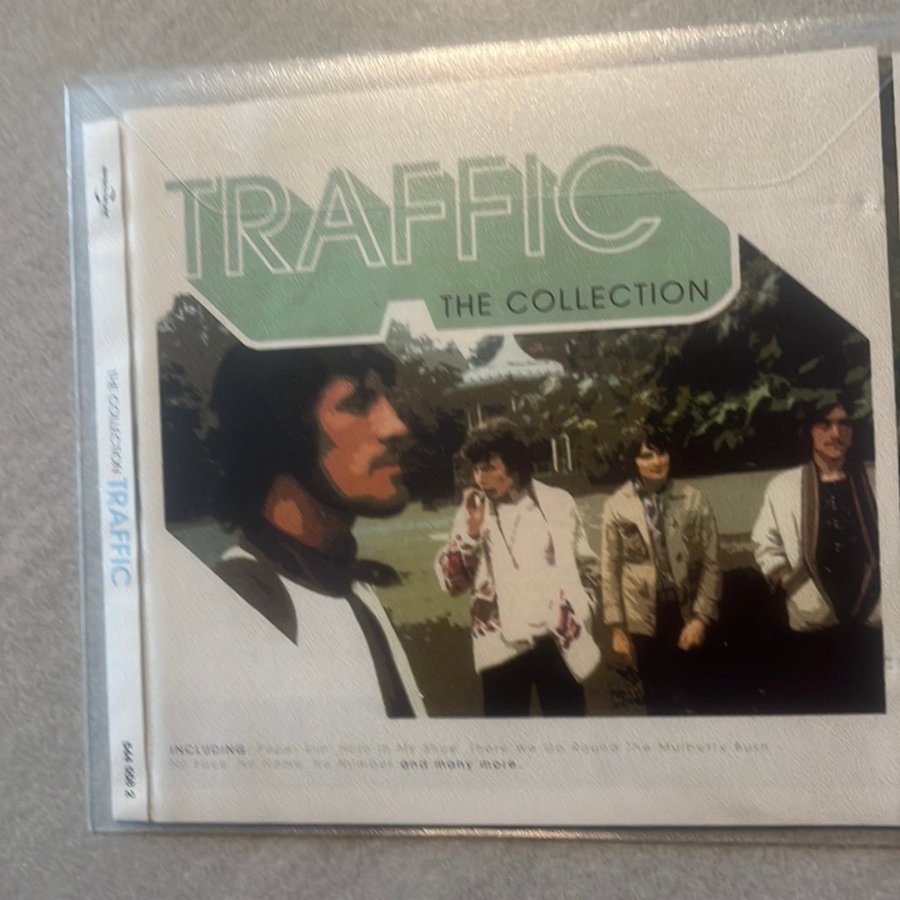 TRAFFIC
THE COLLECTION
THE COLLECTION TRAFFIC
INCLUDING: Paper Sun, Hole In My Shoe, There We Go Round The Mulberry Bush
No Face, No Name, No Number and many more.